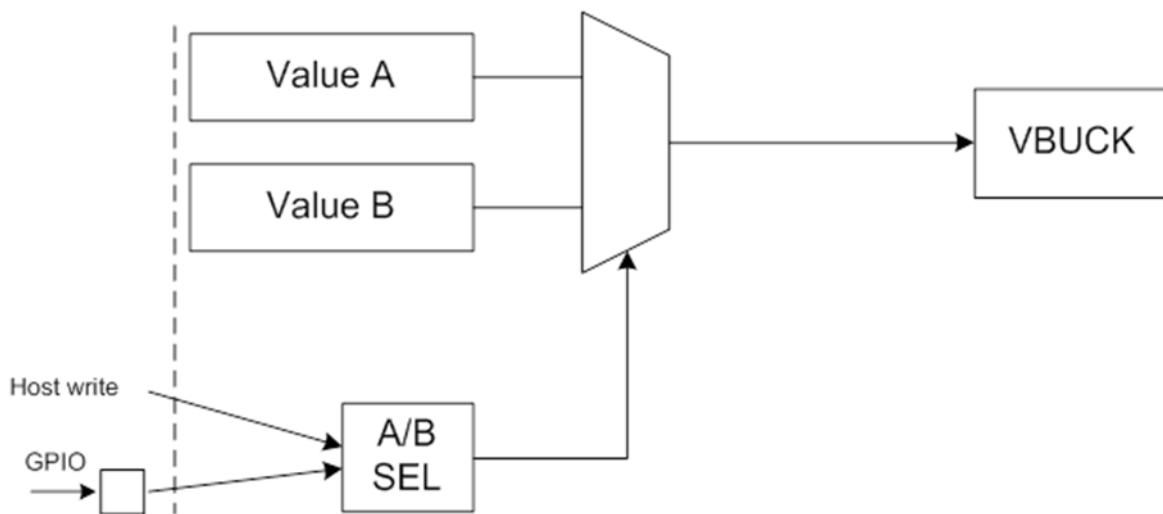 Value A
VBUCK
Value B
Host write
A/B
SEL
GPIO